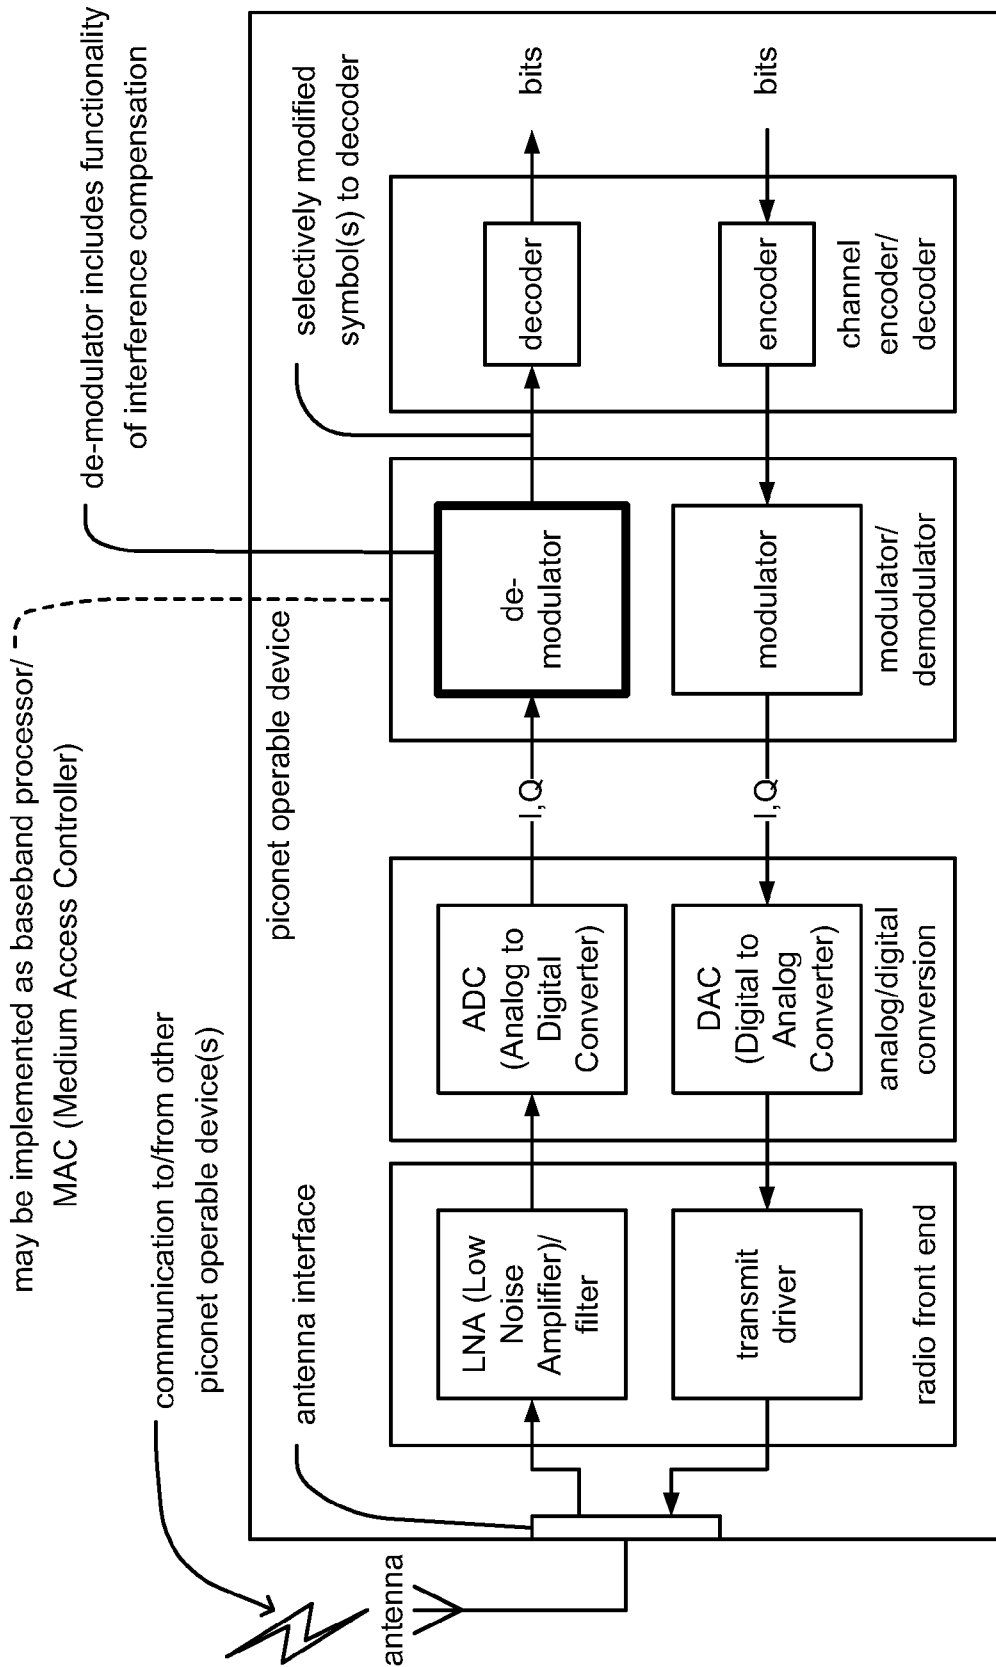 may be implemented as baseband processor/
MAC (Medium Access Controller)
de-modulator includes functionality
of interference compensation
communication to/from other
piconet operable device(s)
piconet operable device
selectively modified
symbol(s) to decoder
antenna interface
antenna
LNA (Low
Noise
Amplifier)/
filter
ADC
(Analog to
Digital
Converter)
I,Q
de-
modulator
decoder
bits
transmit
driver
DAC
(Digital to
Analog
Converter)
I,Q
modulator
encoder
bits
radio front end
analog/digital
conversion
modulator/
demodulator
channel
encoder/
decoder